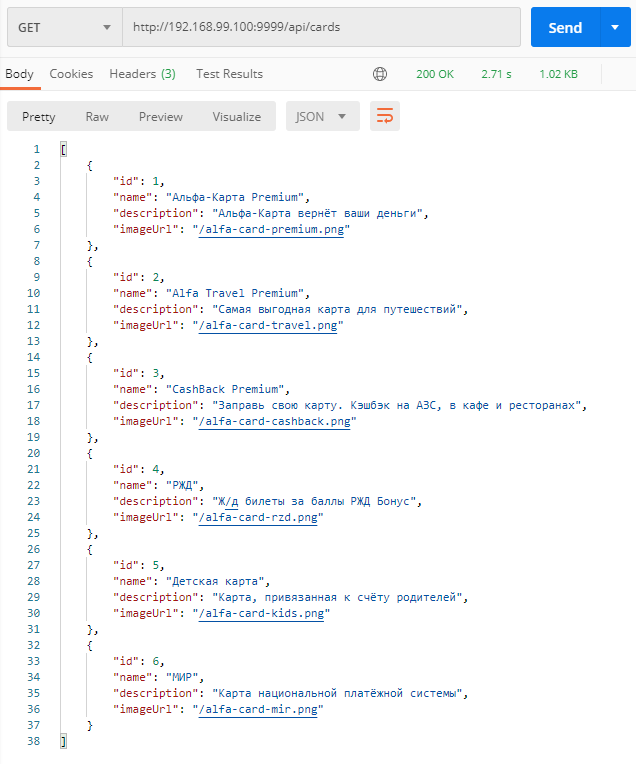 GET http://192.168.99.100:9999/api/cards Send
Body Cookies Headers (3) Test Results 200 OK 2.71 s 1.02 KB
Pretty Raw Preview Visualize JSON
1 [
2 {
3 "id": 1,
4 "name": "Альфа-Карта Premium",
5 "description": "Альфа-Карта вернёт ваши деньги",
6 "imageUrl": "/alfa-card-premium.png"
7 },
8 {
9 "id": 2,
10 "name": "Alfa Travel Premium",
11 "description": "Самая выгодная карта для путешествий",
12 "imageUrl": "/alfa-card-travel.png"
13 },
14 {
15 "id": 3,
16 "name": "CashBack Premium",
17 "description": "Заправь свою карту. Кэшбэк на АЗС, в кафе и ресторанах",
18 "imageUrl": "/alfa-card-cashback.png"
19 },
20 {
21 "id": 4,
22 "name": "РЖД",
23 "description": "Ж/д билеты за баллы РЖД Бонус",
24 "imageUrl": "/alfa-card-rzd.png"
25 },
26 {
27 "id": 5,
28 "name": "Детская карта",
29 "description": "Карта, привязанная к счёту родителей",
30 "imageUrl": "/alfa-card-kids.png"
31 },
32 {
33 "id": 6,
34 "name": "МИР",
35 "description": "Карта национальной платёжной системы",
36 "imageUrl": "/alfa-card-mir.png"
37 }
38 ]